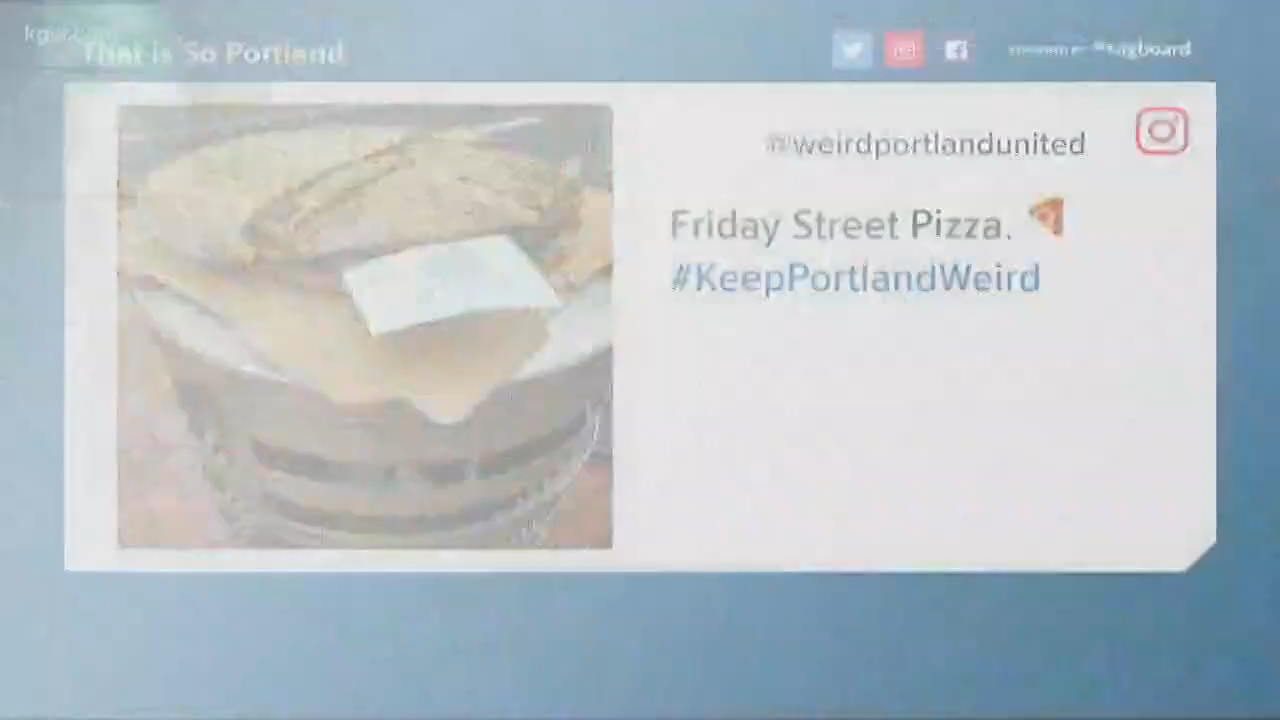 That is So Portland
@weirdportlandunited
Friday Street Pizza.
#KeepPortlandWeird